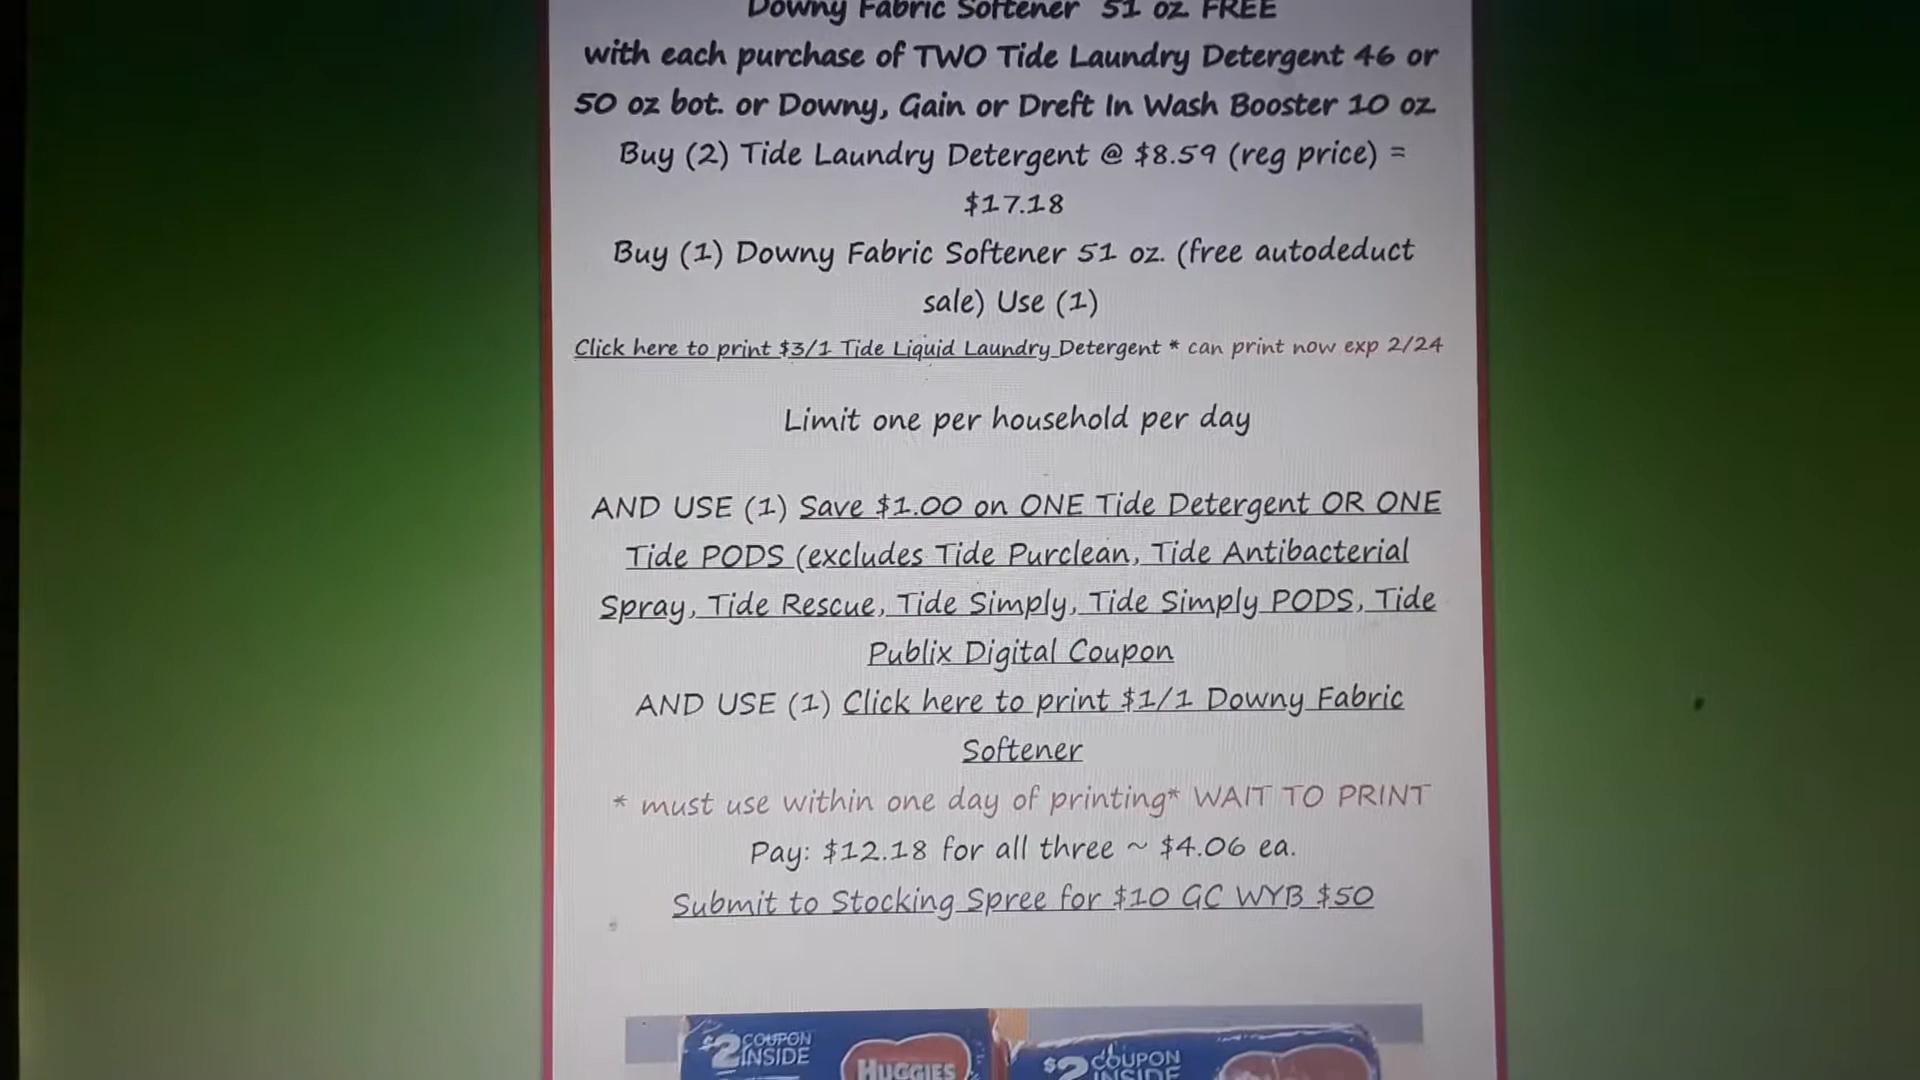 Downy Fabric Softener 51 oz FREE
with each purchase of TWO Tide Laundry Detergent 46 or
50 oz bot. or Downy, Gain or Dreft In Wash Booster 10 oz
Buy (2) Tide Laundry Detergent @ $8.59 (reg price) =
$17.18
Buy (1) Downy Fabric Softener 51 oz. (free autodeduct
sale) Use (1)
Click here to print $3/1 Tide Liquid Laundry Detergent * can print now exp 2/24
Limit one per household per day
AND USE (1) Save $1.00 on ONE Tide Detergent OR ONE
Tide PODS (excludes Tide Purclean, Tide Antibacterial
Spray, Tide Rescue, Tide Simply, Tide Simply PODS, Tide
Publix Digital Coupon
AND USE (1) Click here to print $1/1 Downy Fabric
Softener
* must use within one day of printing* WAIT TO PRINT
Pay: $12.18 for all three ~ $4.06 ea.
Submit to Stocking Spree for $10 GC WYB $50
$2 COUPON INSIDE
HUGGIES
$2 COUPON INSIDE